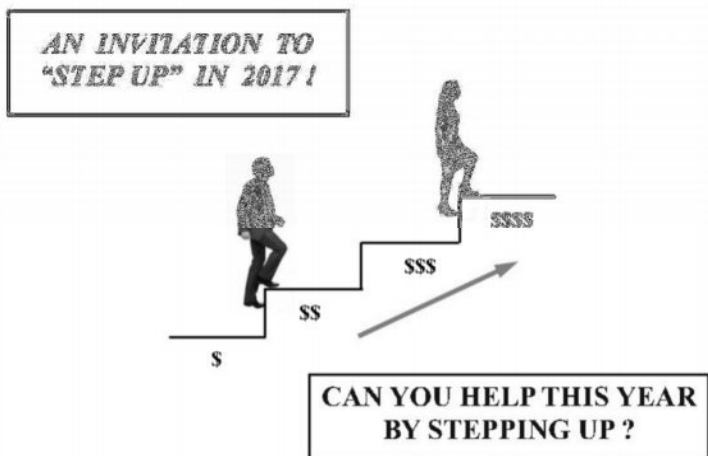 AN INVITATION TO
“STEP UP” IN 2017 !
$$$$
$$$
$$
$
CAN YOU HELP THIS YEAR
BY STEPPING UP ?